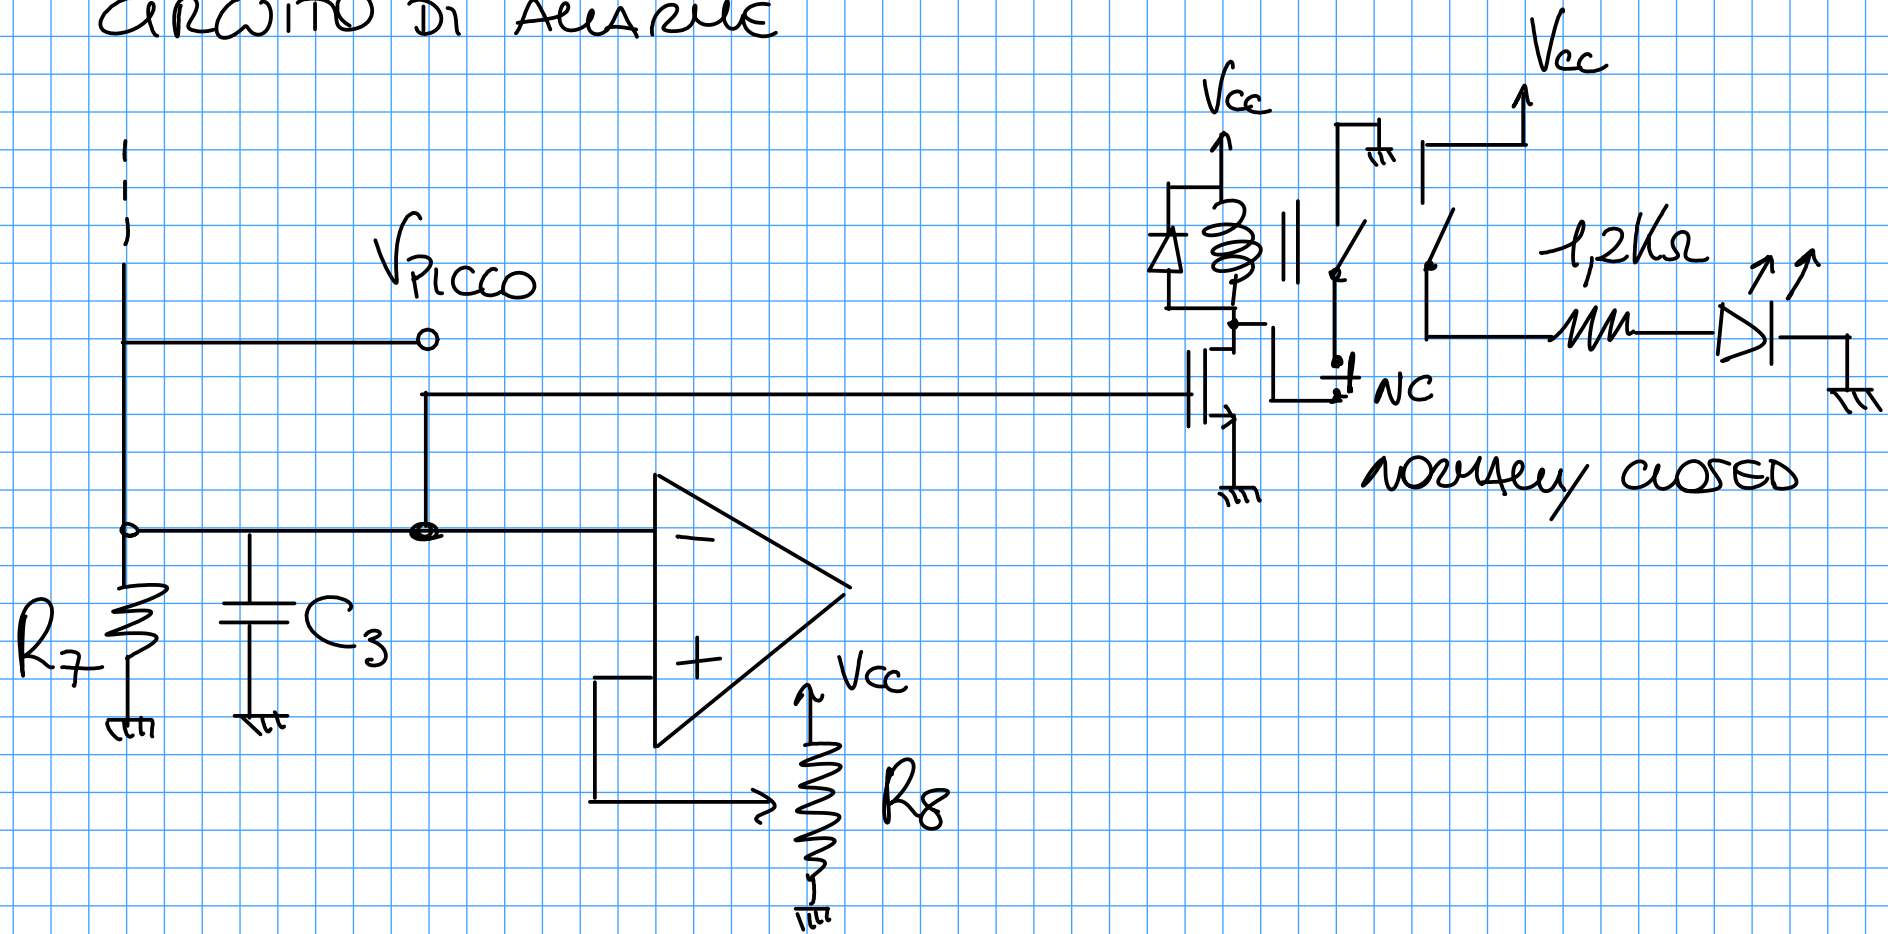 CIRCUITO DI ALLARME
Vcc
Vcc
VPICCO
1,2KΩ
NC
NORMALLY CLOSED
−
R7
C3
+
Vcc
R8